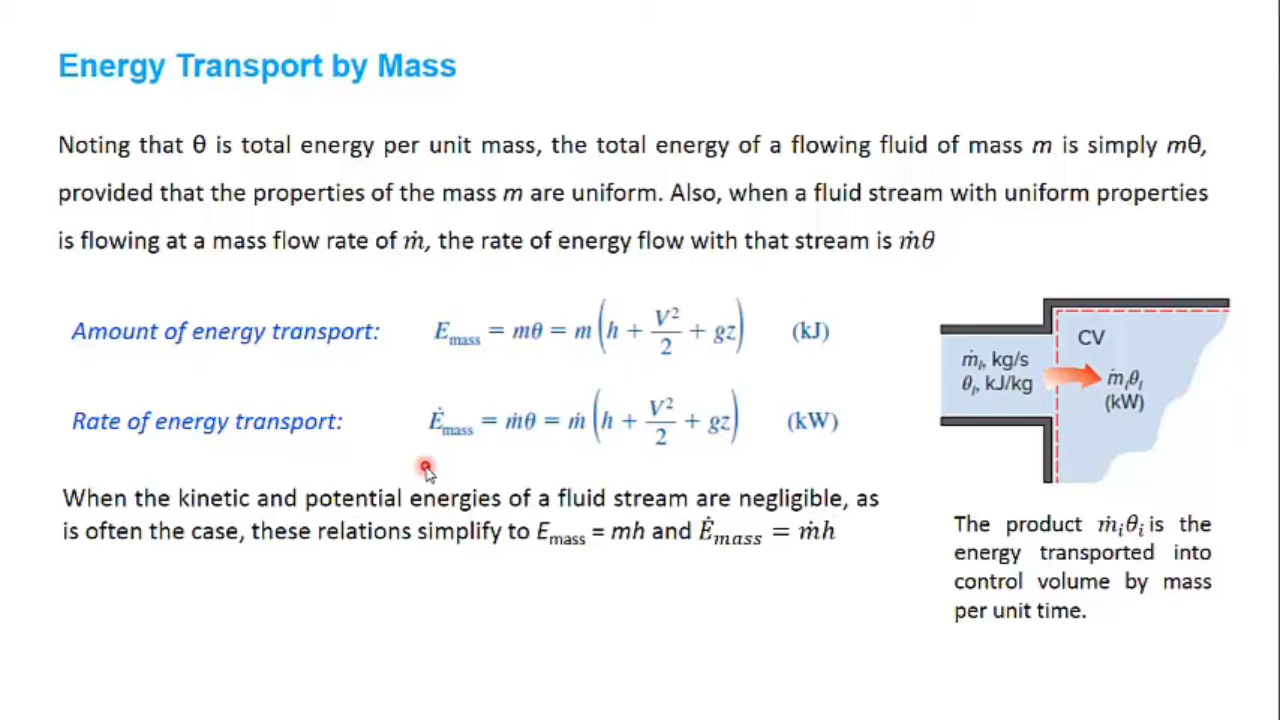 Energy Transport by Mass
Noting that θ is total energy per unit mass, the total energy of a flowing fluid of mass m is simply mθ,
provided that the properties of the mass m are uniform. Also, when a fluid stream with uniform properties
is flowing at a mass flow rate of ṁ, the rate of energy flow with that stream is ṁθ
Amount of energy transport: E_mass = mθ = m(h + V²/2 + gz) (kJ)
Rate of energy transport: Ė_mass = ṁθ = ṁ(h + V²/2 + gz) (kW)
When the kinetic and potential energies of a fluid stream are negligible, as
is often the case, these relations simplify to E_mass = mh and Ė_mass = ṁh
CV
ṁᵢ, kg/s
θᵢ, kJ/kg
ṁᵢθᵢ
(kW)
The product ṁᵢθᵢ is the
energy transported into
control volume by mass
per unit time.